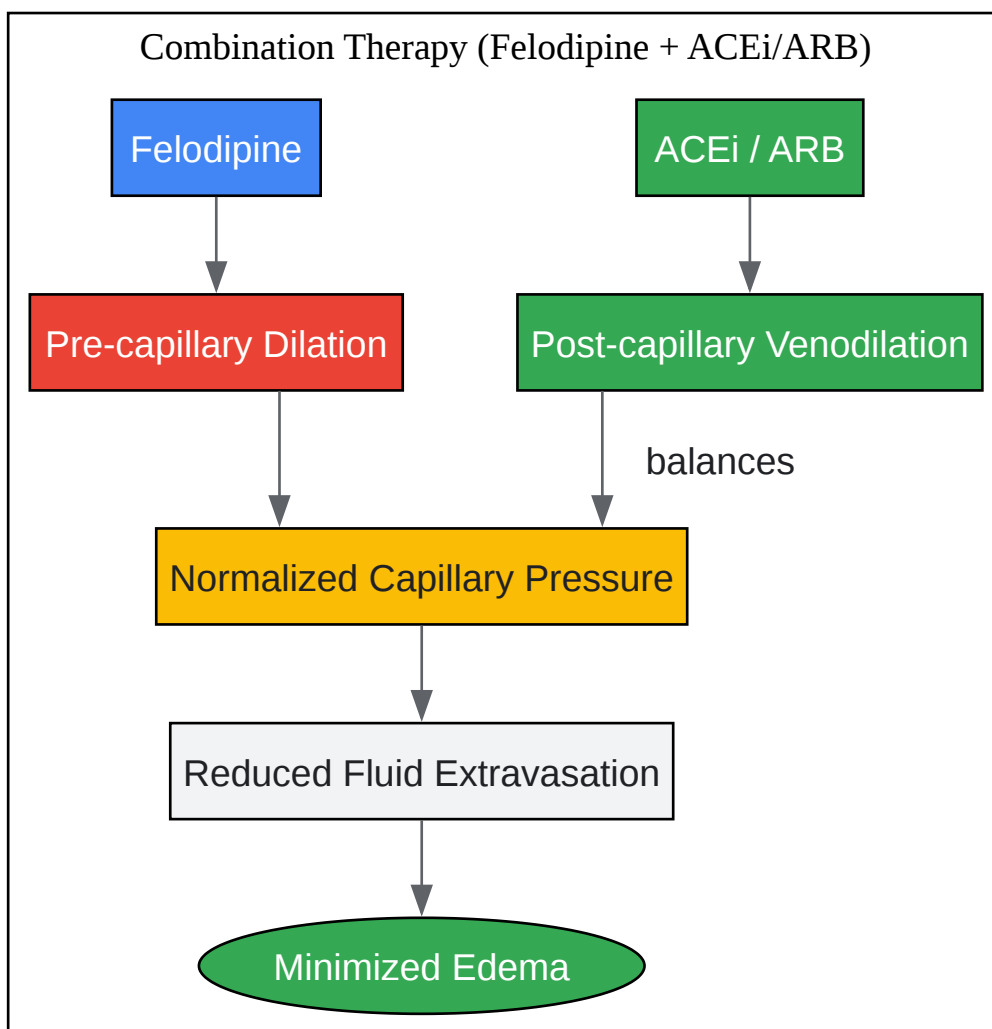 Combination Therapy (Felodipine + ACEi/ARB)
Felodipine
ACEi / ARB
Pre-capillary Dilation
Post-capillary Venodilation
balances
Normalized Capillary Pressure
Reduced Fluid Extravasation
Minimized Edema